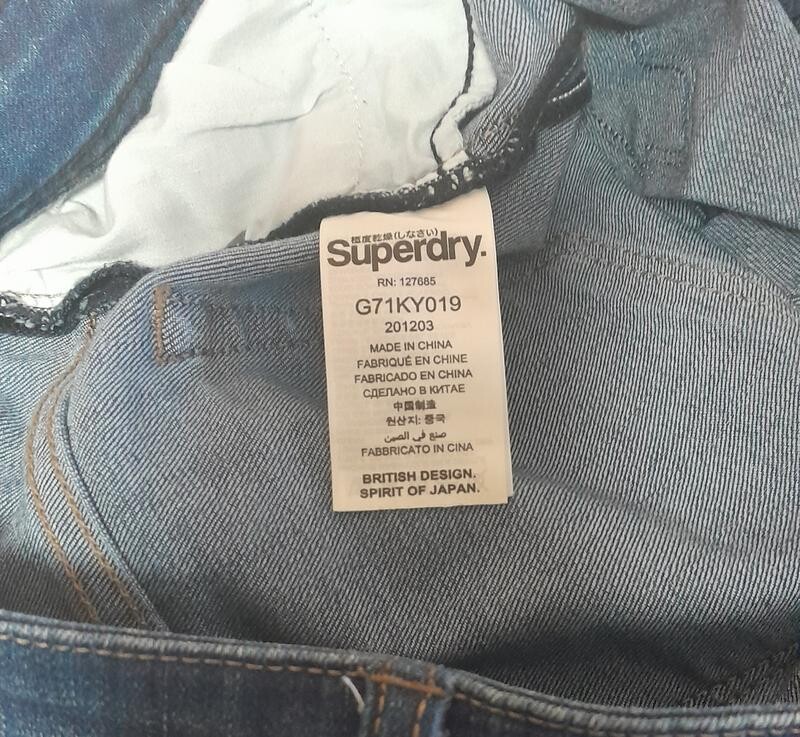 極度乾燥(しなさい)
Superdry.
RN: 127685
G71KY019
201203
MADE IN CHINA
FABRIQUÉ EN CHINE
FABRICADO EN CHINA
СДЕЛАНО В КИТАЕ
中国制造
원산지: 중국
صنع في الصين
FABBRICATO IN CINA
BRITISH DESIGN.
SPIRIT OF JAPAN.